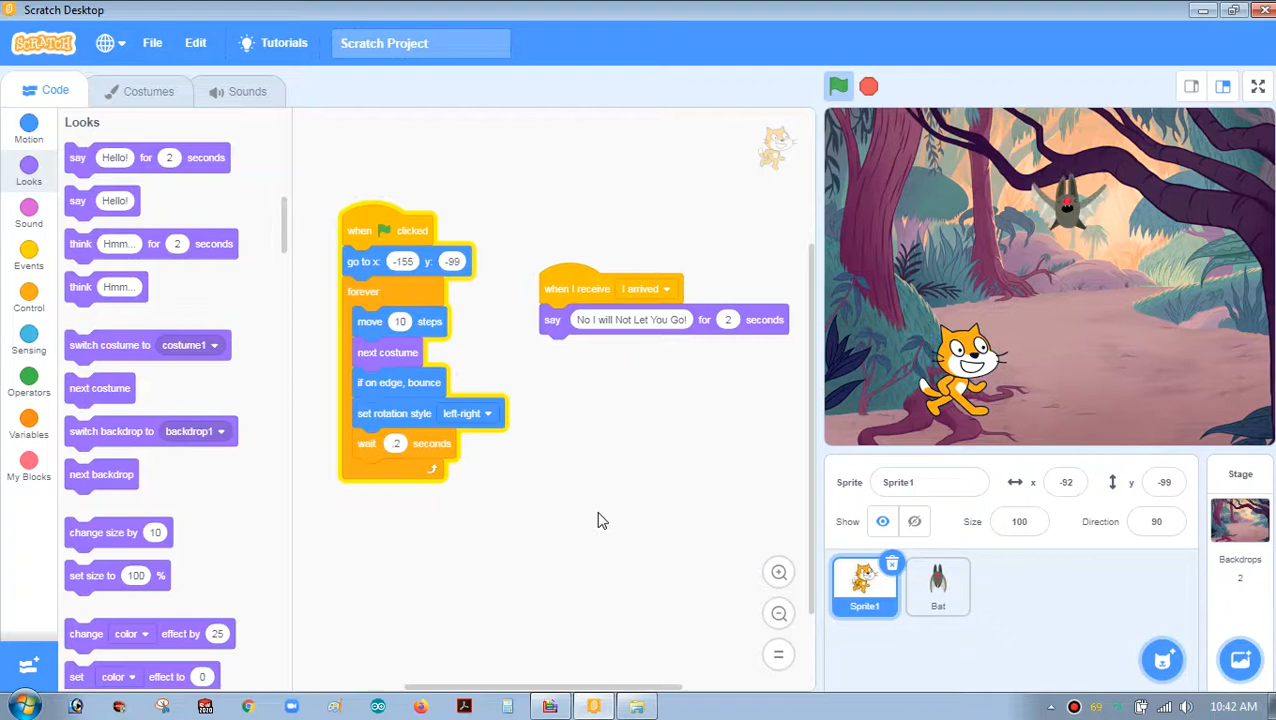 Scratch Desktop
SCRATCH File Edit Tutorials Scratch Project
Code Costumes Sounds
Motion
Looks
Sound
Events
Control
Sensing
Operators
Variables
My Blocks
Looks
say Hello! for 2 seconds
say Hello!
think Hmm... for 2 seconds
think Hmm...
switch costume to costume1
next costume
switch backdrop to backdrop1
next backdrop
change size by 10
set size to 100 %
change color effect by 25
set color effect to 0
when clicked
go to x: -155 y: -99
forever
move 10 steps
next costume
if on edge, bounce
set rotation style left-right
wait .2 seconds
when I receive I arrived
say No I will Not Let You Go! for 2 seconds
Sprite Sprite1 x -92 y -99
Show Size 100 Direction 90
Sprite1 Bat
Stage
Backdrops
2
2020 69 10:42 AM